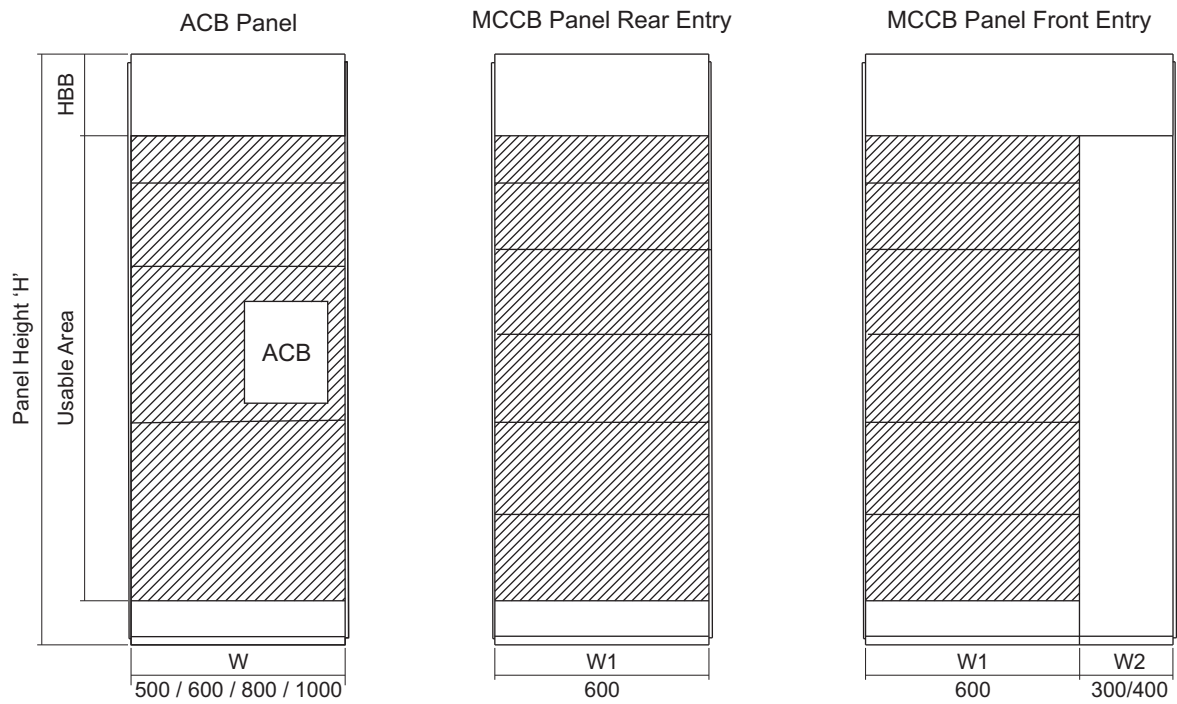 ACB Panel
MCCB Panel Rear Entry
MCCB Panel Front Entry
HBB
Panel Height ‘H’
Usable Area
ACB
W
500 / 600 / 800 / 1000
W1
600
W1
W2
600
300/400